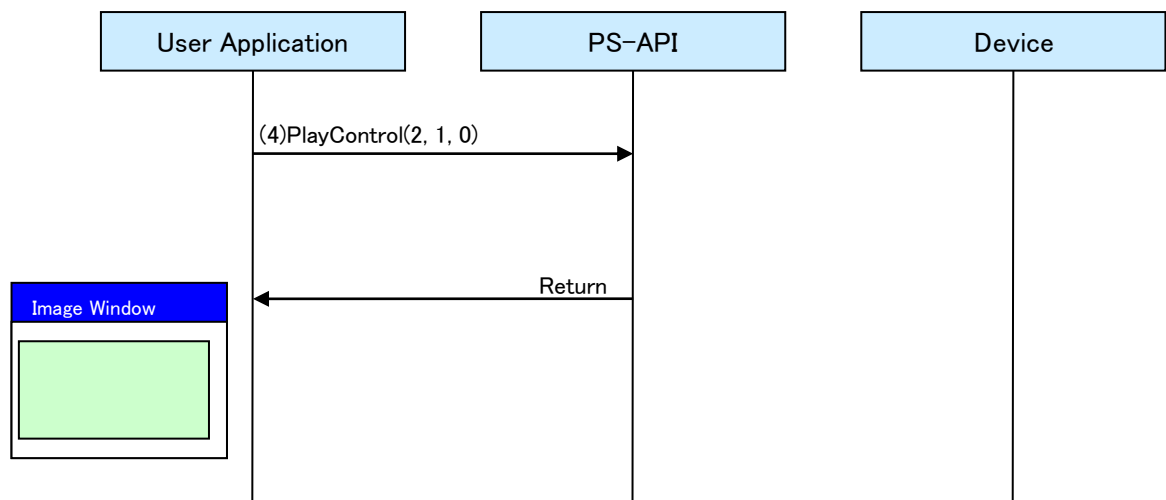 User Application
PS-API
Device
(4)PlayControl(2, 1, 0)
Return
Image Window